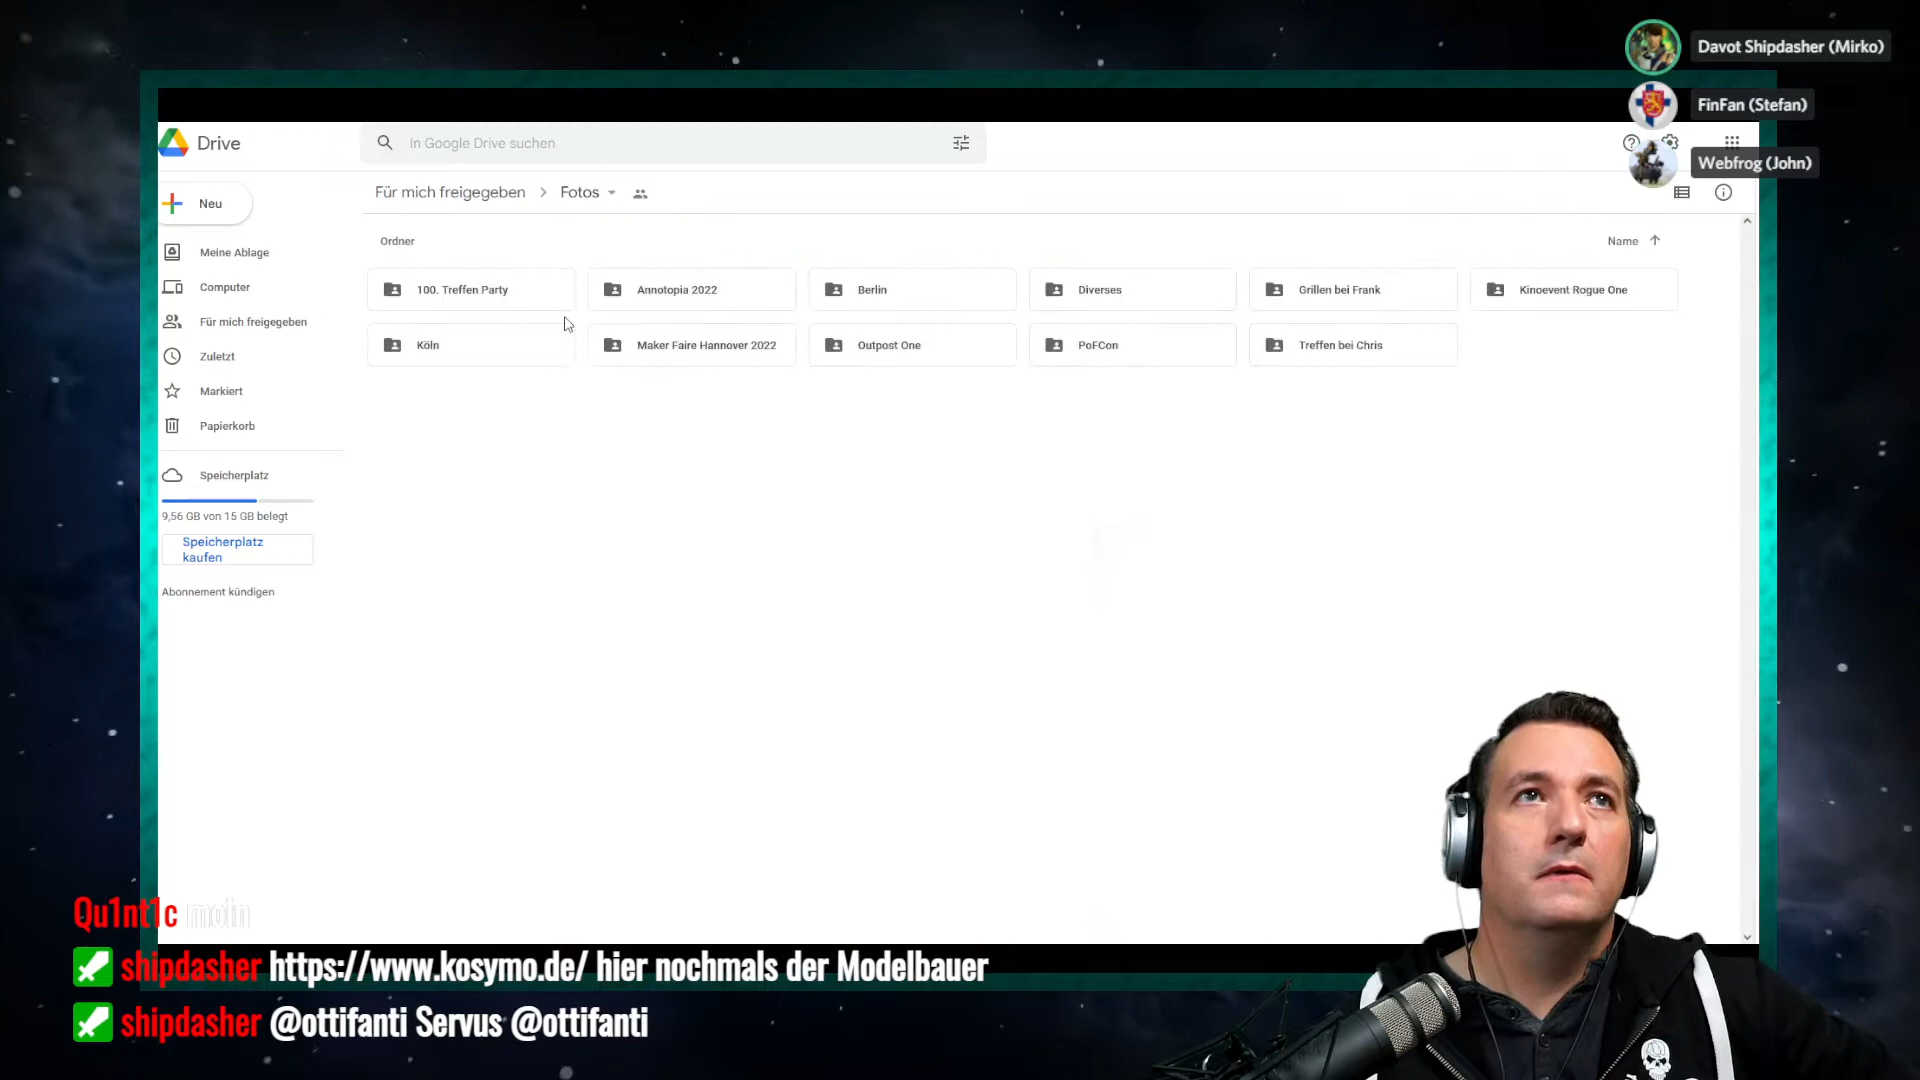 Davot Shipdasher (Mirko)
FinFan (Stefan)
Webfrog (John)
Drive
In Google Drive suchen
Neu
Für mich freigegeben
Fotos
Meine Ablage
Computer
Für mich freigegeben
Zuletzt
Markiert
Papierkorb
Speicherplatz
9,56 GB von 15 GB belegt
Speicherplatz
kaufen
Abonnement kündigen
Ordner
Name
100. Treffen Party
Annotopia 2022
Berlin
Diverses
Grillen bei Frank
Kinoevent Rogue One
Köln
Maker Faire Hannover 2022
Outpost One
PoFCon
Treffen bei Chris
Qu1nt1c moin
shipdasher https://www.kosymo.de/ hier nochmals der Modelbauer
shipdasher @ottifanti Servus @ottifanti